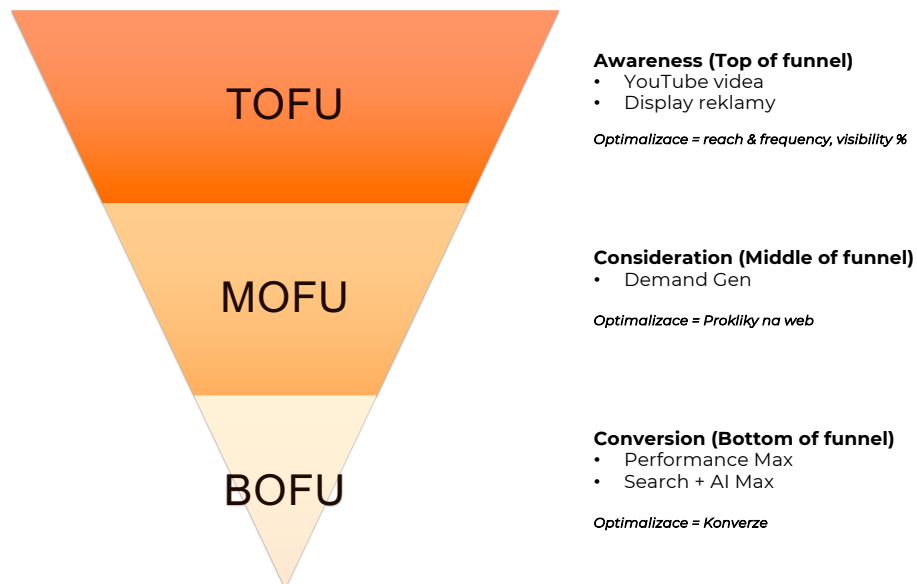 TOFU
Awareness (Top of funnel)
• YouTube videa
• Display reklamy
Optimalizace = reach & frequency, visibility %
MOFU
Consideration (Middle of funnel)
• Demand Gen
Optimalizace = Prokliky na web
BOFU
Conversion (Bottom of funnel)
• Performance Max
• Search + AI Max
Optimalizace = Konverze